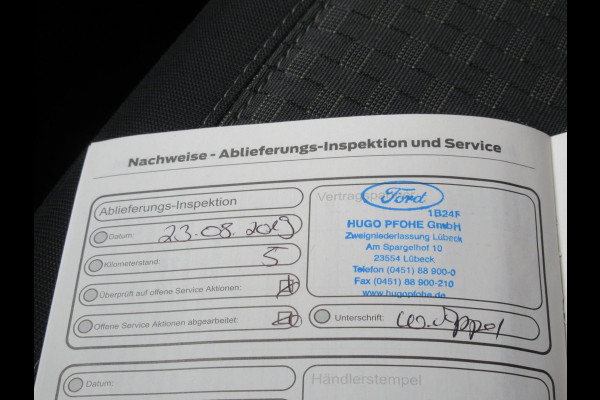 Nachweise - Ablieferungs-Inspektion und Service
Ablieferungs-Inspektion
Datum: 23.08.2019
Kilometerstand: 5
Überprüft auf offene Service Aktionen:
Offene Service Aktionen abgearbeitet:
Ford
1B24F
HUGO PFOHE GmbH
Zweigniederlassung Lübeck
Am Spargelhof 10
23554 Lübeck
Telefon (0451) 88 900-0
Fax (0451) 88 900-210
www.hugopfohe.de
Unterschrift:
Datum:
Händlerstempel